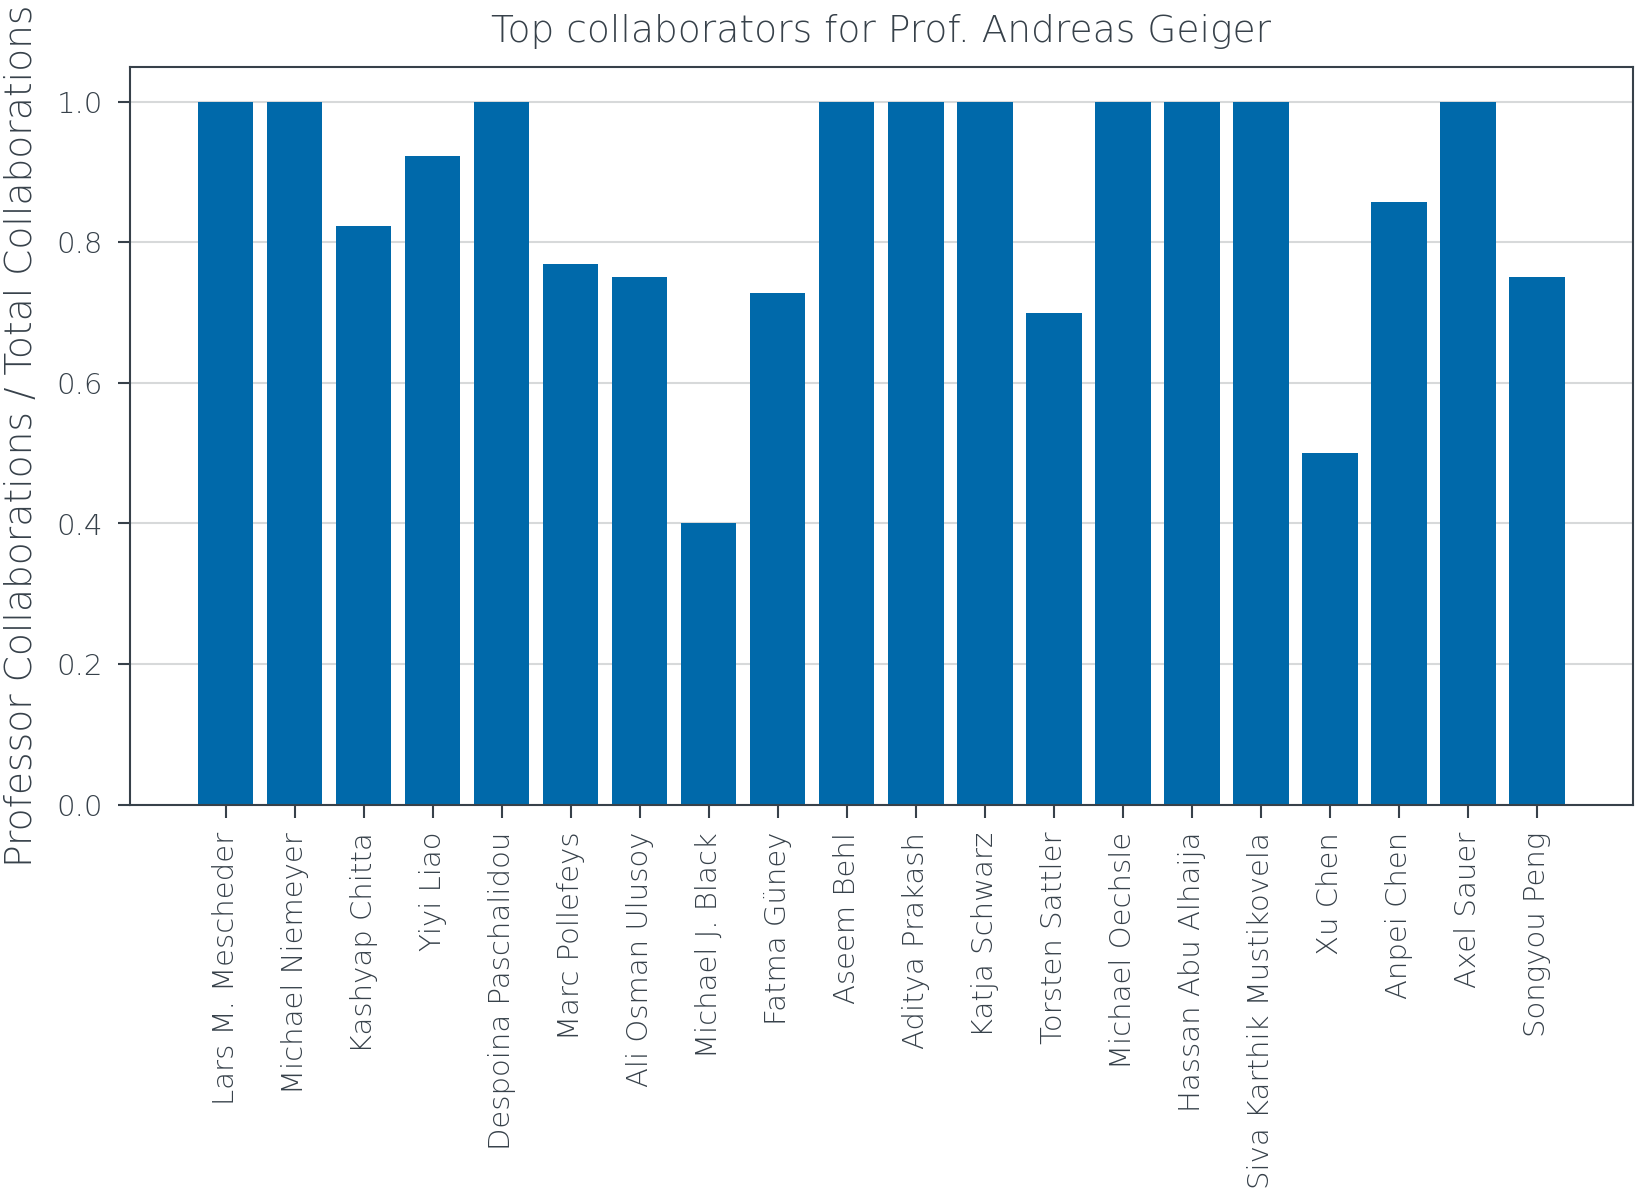 Top collaborators for Prof. Andreas Geiger
Professor Collaborations / Total Collaborations
1.0
0.8
0.6
0.4
0.2
0.0
Lars M. Mescheder
Michael Niemeyer
Kashyap Chitta
Yiyi Liao
Despoina Paschalidou
Marc Pollefeys
Ali Osman Ulusoy
Michael J. Black
Fatma Güney
Aseem Behl
Aditya Prakash
Katja Schwarz
Torsten Sattler
Michael Oechsle
Hassan Abu Alhaija
Siva Karthik Mustikovela
Xu Chen
Anpei Chen
Axel Sauer
Songyou Peng